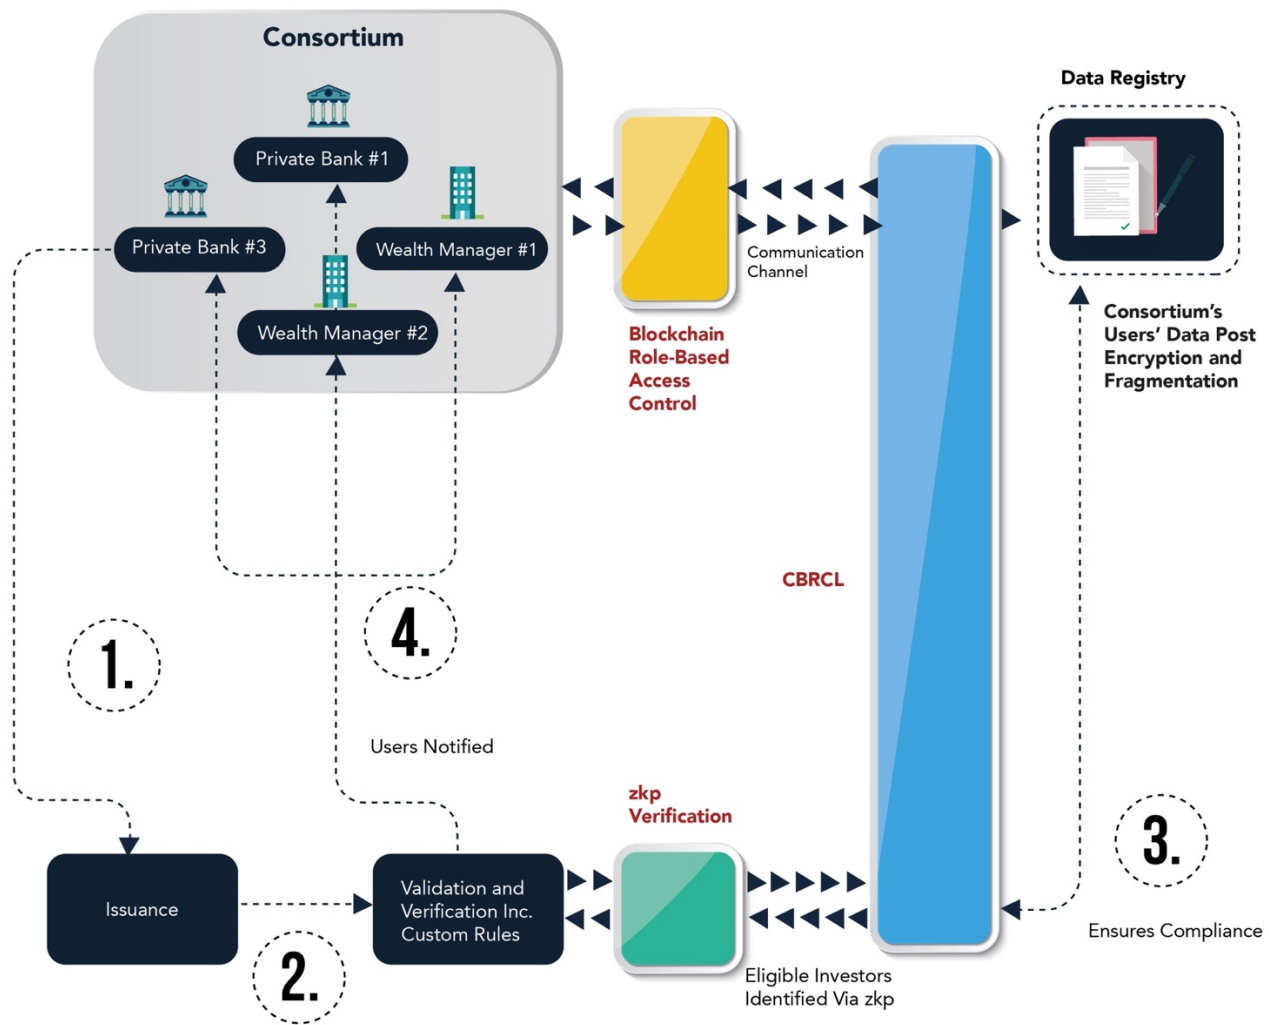 Consortium
Private Bank #1
Private Bank #3
Wealth Manager #1
Wealth Manager #2
Blockchain
Role-Based
Access
Control
Communication
Channel
Data Registry
Consortium's
Users' Data Post
Encryption and
Fragmentation
CBRCL
1.
4.
Users Notified
zkp
Verification
3.
Ensures Compliance
Issuance
2.
Validation and
Verification Inc.
Custom Rules
Eligible Investors
Identified Via zkp